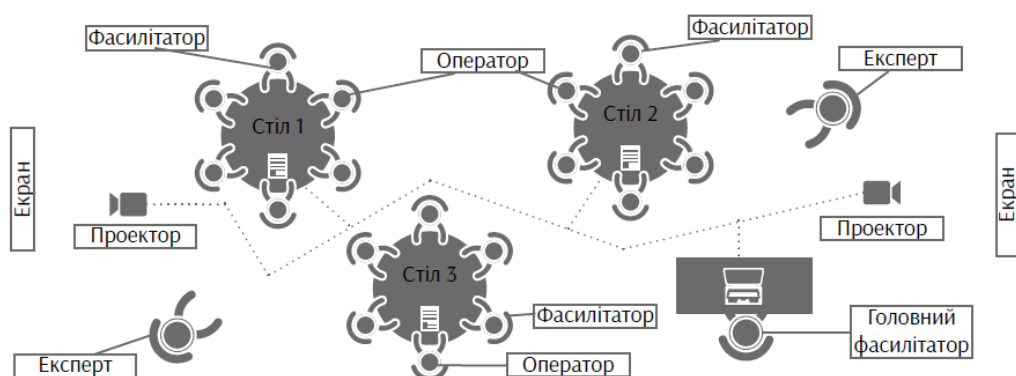 Фасилітатор
Фасилітатор
Оператор
Експерт
Стіл 1
Стіл 2
Екран
Екран
Проектор
Проектор
Стіл 3
Фасилітатор
Головний
фасилітатор
Експерт
Оператор